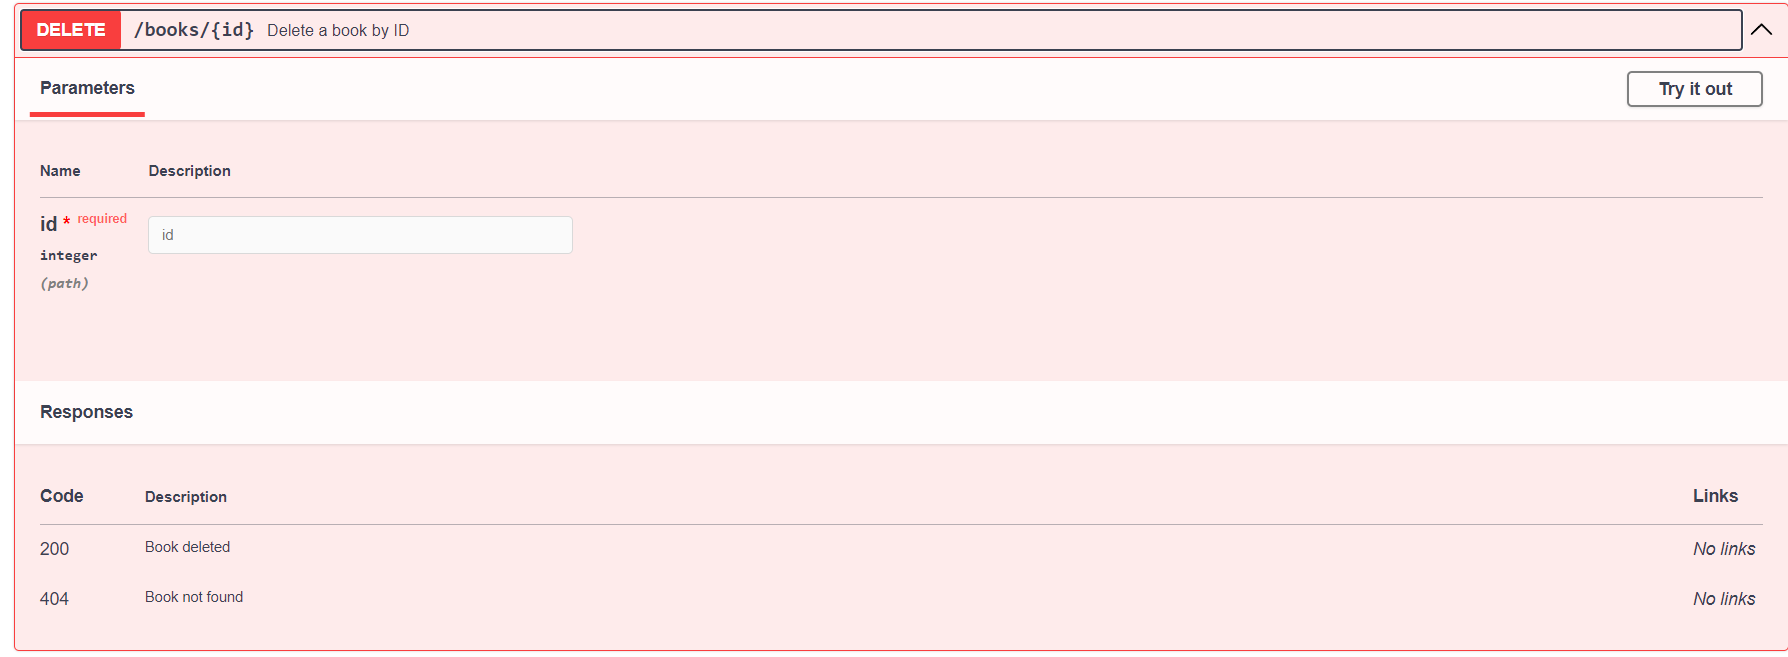 DELETE /books/{id} Delete a book by ID
Parameters
Try it out
Name Description
id * required
id
integer
(path)
Responses
Code Description Links
200 Book deleted No links
404 Book not found No links